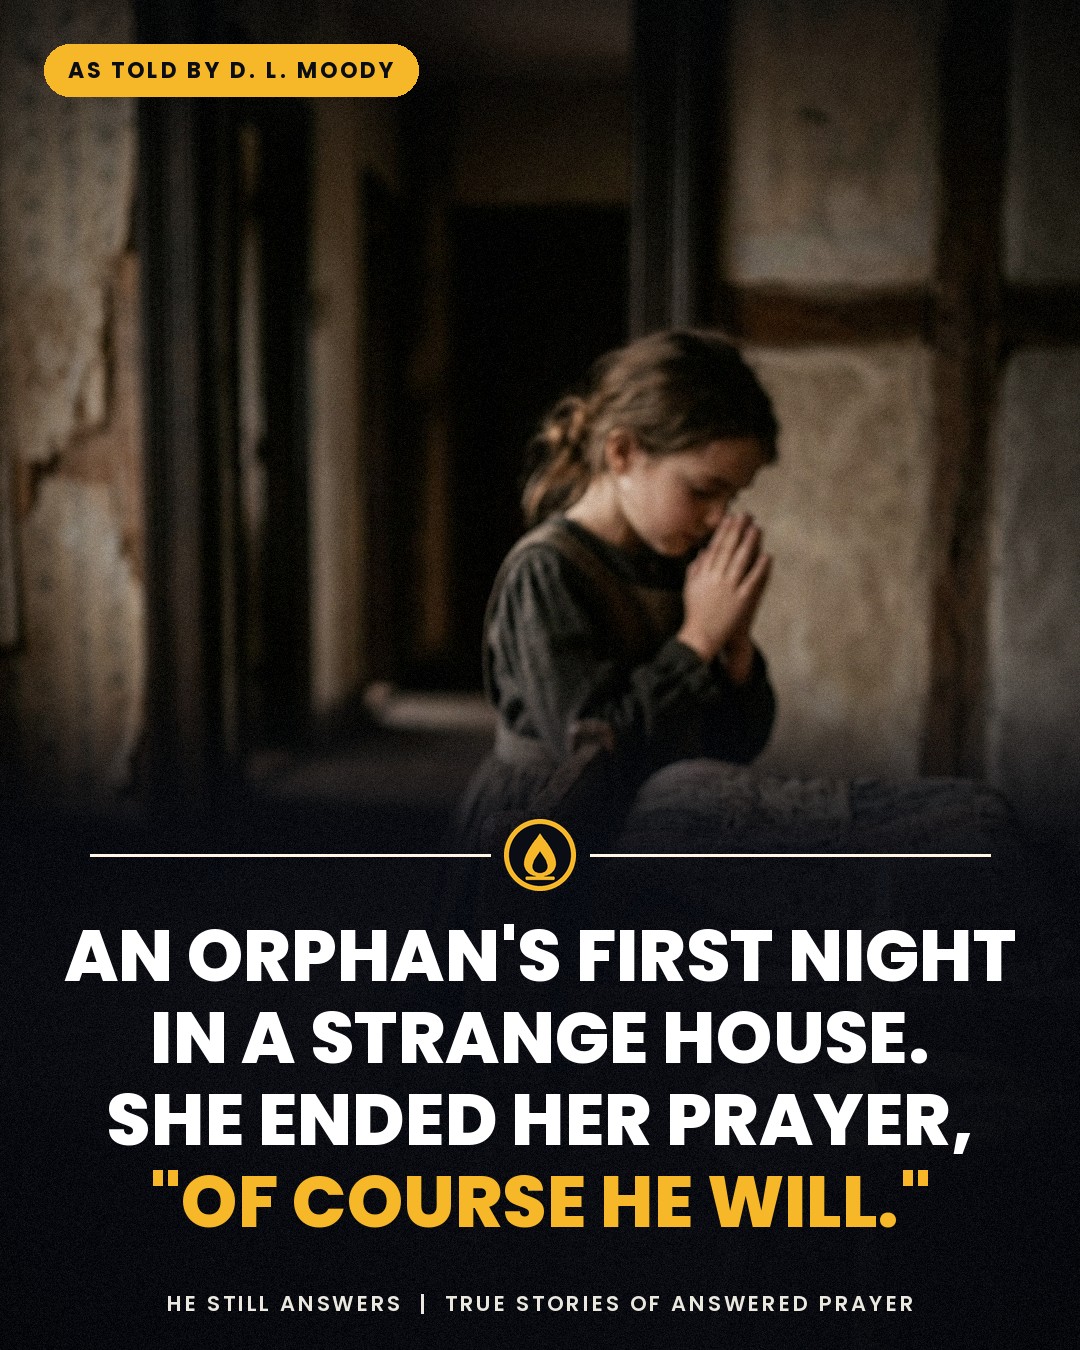 AS TOLD BY D. L. MOODY
AN ORPHAN'S FIRST NIGHT
IN A STRANGE HOUSE.
SHE ENDED HER PRAYER,
"OF COURSE HE WILL."
HE STILL ANSWERS | TRUE STORIES OF ANSWERED PRAYER